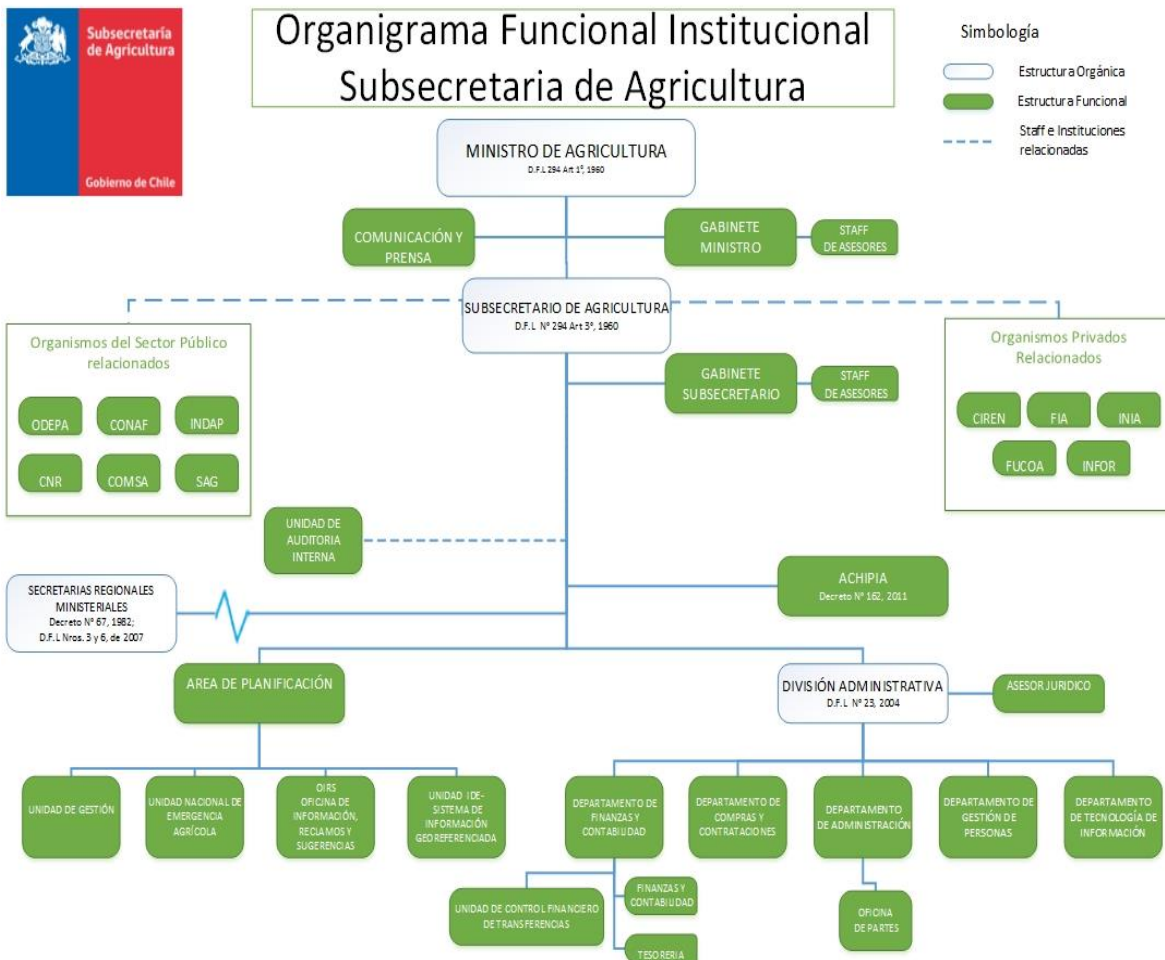 Subsecretaría
de Agricultura
Gobierno de Chile
Organigrama Funcional Institucional
Subsecretaria de Agricultura
Simbología
Estructura Orgánica
Estructura Funcional
Staff e Instituciones
relacionadas
MINISTRO DE AGRICULTURA
D.F.L 294 Art 1°, 1960
COMUNICACIÓN Y
PRENSA
GABINETE
MINISTRO
STAFF
DE ASESORES
SUBSECRETARIO DE AGRICULTURA
D.F.L N° 294 Art 3°, 1960
Organismos del Sector Público
relacionados
ODEPA
CONAF
INDAP
CNR
COMSA
SAG
GABINETE
SUBSECRETARIO
STAFF
DE ASESORES
Organismos Privados
Relacionados
CIREN
FIA
INIA
FUCOA
INFOR
UNIDAD DE
AUDITORIA
INTERNA
SECRETARIAS REGIONALES
MINISTERIALES
Decreto N° 67, 1982;
D.F.L Nros. 3 y 6, de 2007
ACHIPIA
Decreto N° 162, 2011
AREA DE PLANIFICACIÓN
DIVISIÓN ADMINISTRATIVA
D.F.L N° 23, 2004
ASESOR JURIDICO
UNIDAD DE GESTIÓN
UNIDAD NACIONAL DE
EMERGENCIA
AGRÍCOLA
OIRS
OFICINA DE
INFORMACIÓN,
RECLAMOS Y
SUGERENCIAS
UNIDAD IDE-
SISTEMA DE
INFORMACIÓN
GEOREFERENCIADA
DEPARTAMENTO DE
FINANZAS Y
CONTABILIDAD
DEPARTAMENTO DE
COMPRAS Y
CONTRATACIONES
DEPARTAMENTO
DE ADMINISTRACIÓN
DEPARTAMENTO DE
GESTIÓN DE
PERSONAS
DEPARTAMENTO
DE TECNOLOGÍA DE
INFORMACIÓN
UNIDAD DE CONTROL FINANCIERO
DE TRANSFERENCIAS
FINANZAS Y
CONTABILIDAD
TESORERIA
OFICINA
DE PARTES